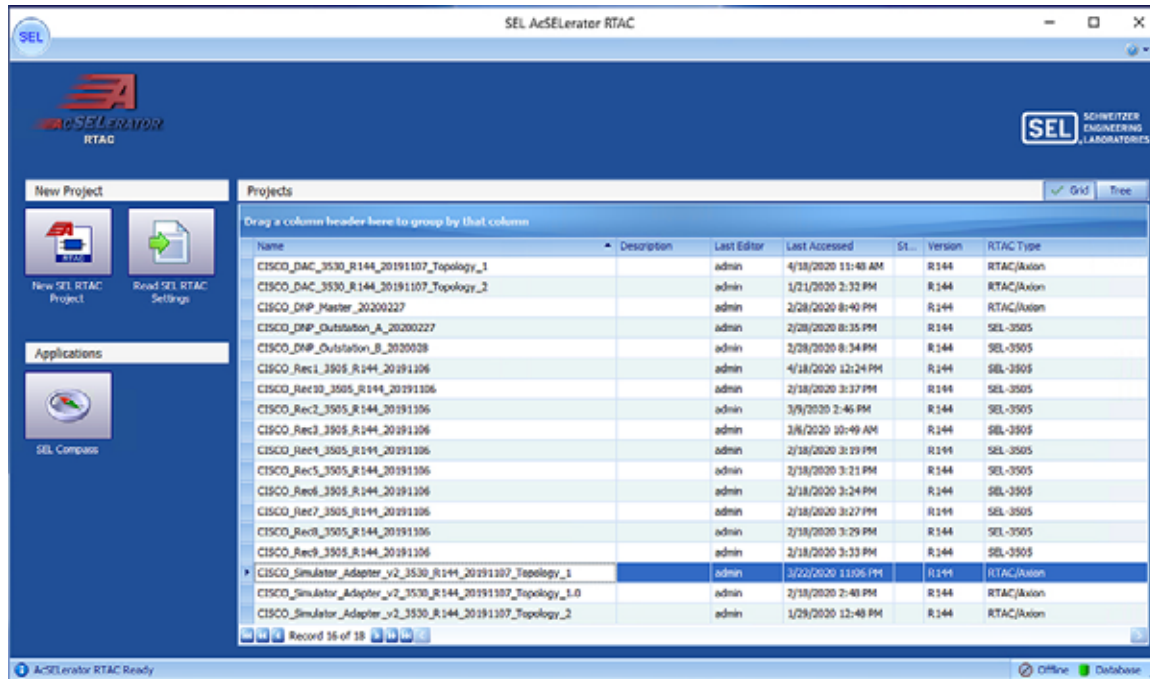 SEL AcSELerator RTAC
SEL
ACSELERATOR
RTAC
SEL SCHWEITZER ENGINEERING LABORATORIES
New Project
Projects
Grid Tree
Drag a column header here to group by that column
Name Description Last Editor Last Accessed St... Version RTAC Type
CISCO_DAC_3530_R144_20191107_Topology_1 admin 4/18/2020 11:48 AM R144 RTAC/Axion
CISCO_DAC_3530_R144_20191107_Topology_2 admin 1/21/2020 2:32 PM R144 RTAC/Axion
CISCO_DNP_Master_20200227 admin 2/28/2020 8:40 PM R144 RTAC/Axion
CISCO_DNP_Outstation_A_20200227 admin 2/28/2020 8:35 PM R144 SEL-3505
CISCO_DNP_Outstation_B_2020028 admin 2/28/2020 8:34 PM R144 SEL-3505
CISCO_Rec1_3505_R144_20191106 admin 4/18/2020 12:24 PM R144 SEL-3505
CISCO_Rec10_3505_R144_20191106 admin 2/18/2020 3:37 PM R144 SEL-3505
CISCO_Rec2_3505_R144_20191106 admin 3/9/2020 2:46 PM R144 SEL-3505
CISCO_Rec3_3505_R144_20191106 admin 3/6/2020 10:49 AM R144 SEL-3505
CISCO_Rec4_3505_R144_20191106 admin 2/18/2020 3:19 PM R144 SEL-3505
CISCO_Rec5_3505_R144_20191106 admin 2/18/2020 3:21 PM R144 SEL-3505
CISCO_Rec6_3505_R144_20191106 admin 2/18/2020 3:24 PM R144 SEL-3505
CISCO_Rec7_3505_R144_20191106 admin 2/18/2020 3:27 PM R144 SEL-3505
CISCO_Rec8_3505_R144_20191106 admin 2/18/2020 3:29 PM R144 SEL-3505
CISCO_Rec9_3505_R144_20191106 admin 2/18/2020 3:33 PM R144 SEL-3505
CISCO_Simulator_Adapter_v2_3530_R144_20191107_Topology_1 admin 3/22/2020 11:06 PM R144 RTAC/Axion
CISCO_Simulator_Adapter_v2_3530_R144_20191107_Topology_1.0 admin 2/18/2020 2:48 PM R144 RTAC/Axion
CISCO_Simulator_Adapter_v2_3530_R144_20191107_Topology_2 admin 1/29/2020 12:48 PM R144 RTAC/Axion
Record 16 of 18
RTAC
New SEL RTAC Project
Read SEL RTAC Settings
Applications
SEL Compass
AcSELerator RTAC Ready
Offline Database